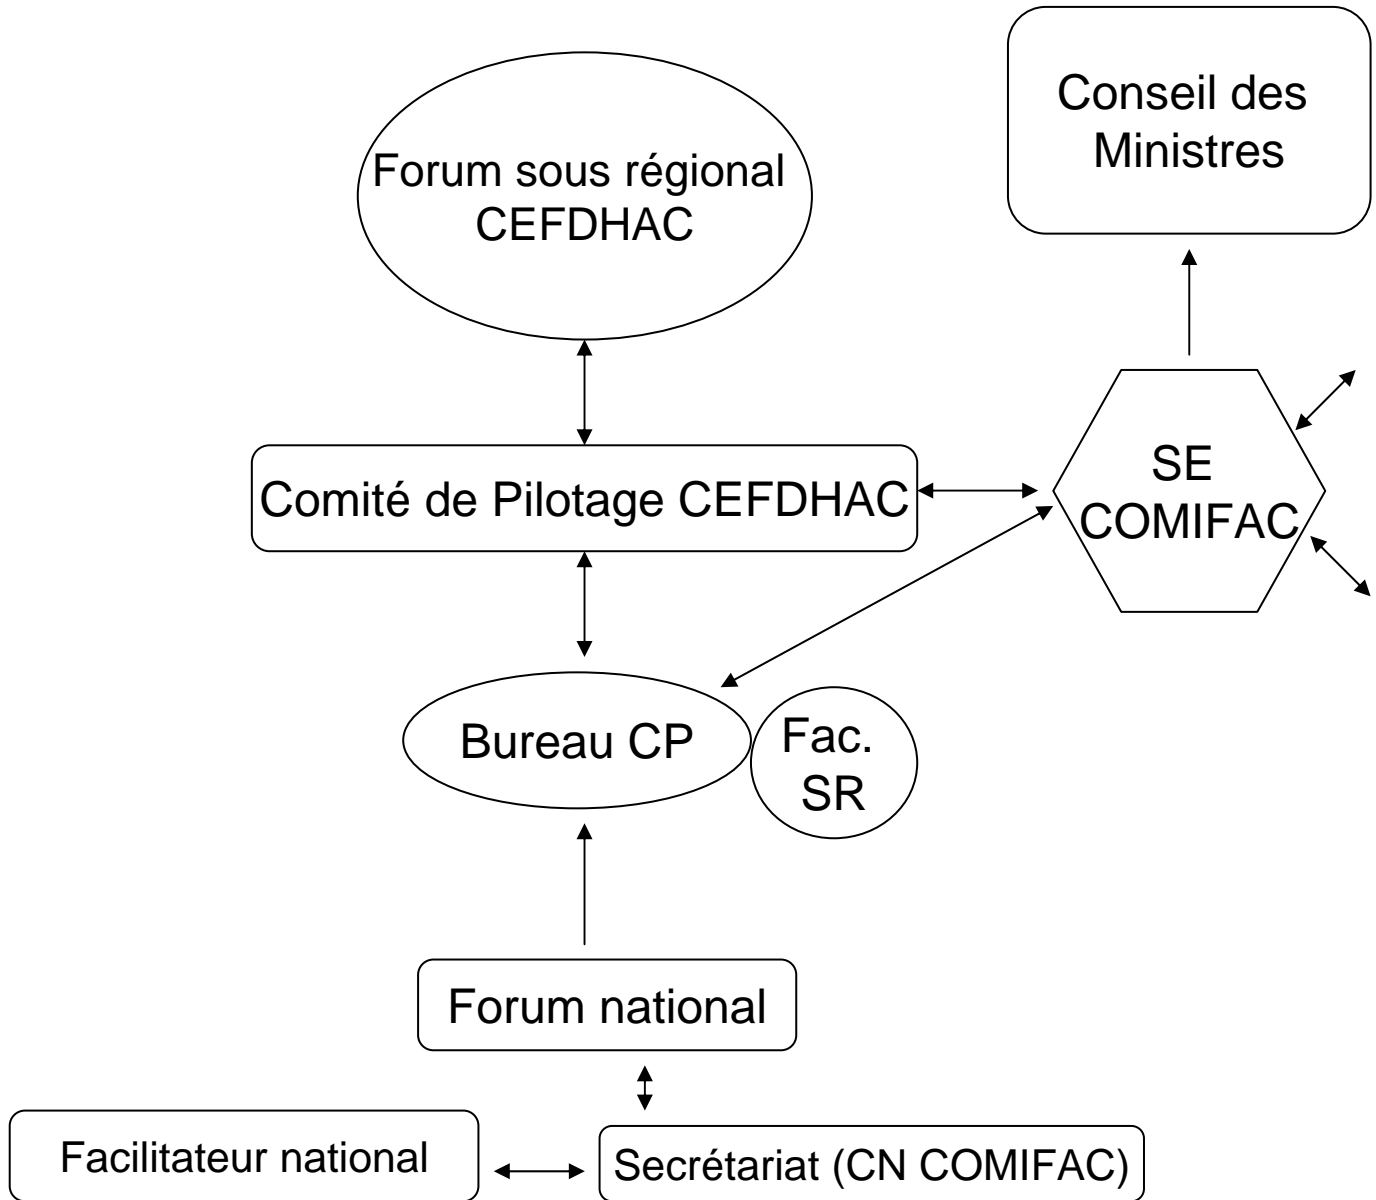 Conseil des
Ministres
Forum sous régional
CEFDHAC
SE
COMIFAC
Comité de Pilotage CEFDHAC
Bureau CP
Fac.
SR
Forum national
Facilitateur national
Secrétariat (CN COMIFAC)